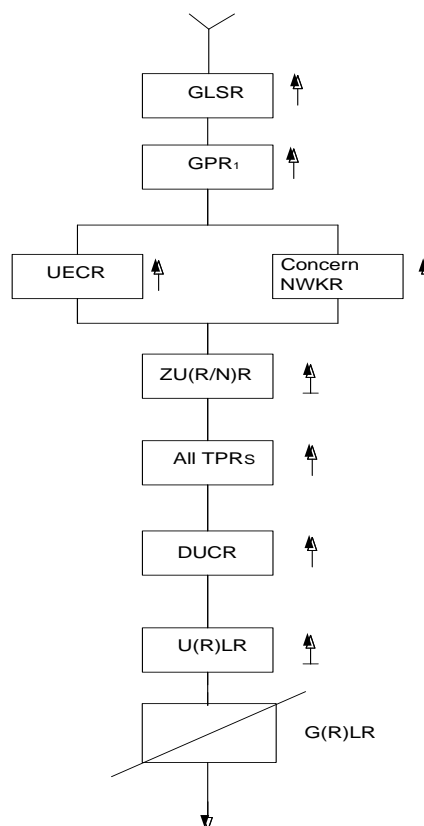 GLSR
GPR₁
UECR
Concern
NWKR
ZU(R/N)R
All TPRS
DUCR
U(R)LR
G(R)LR